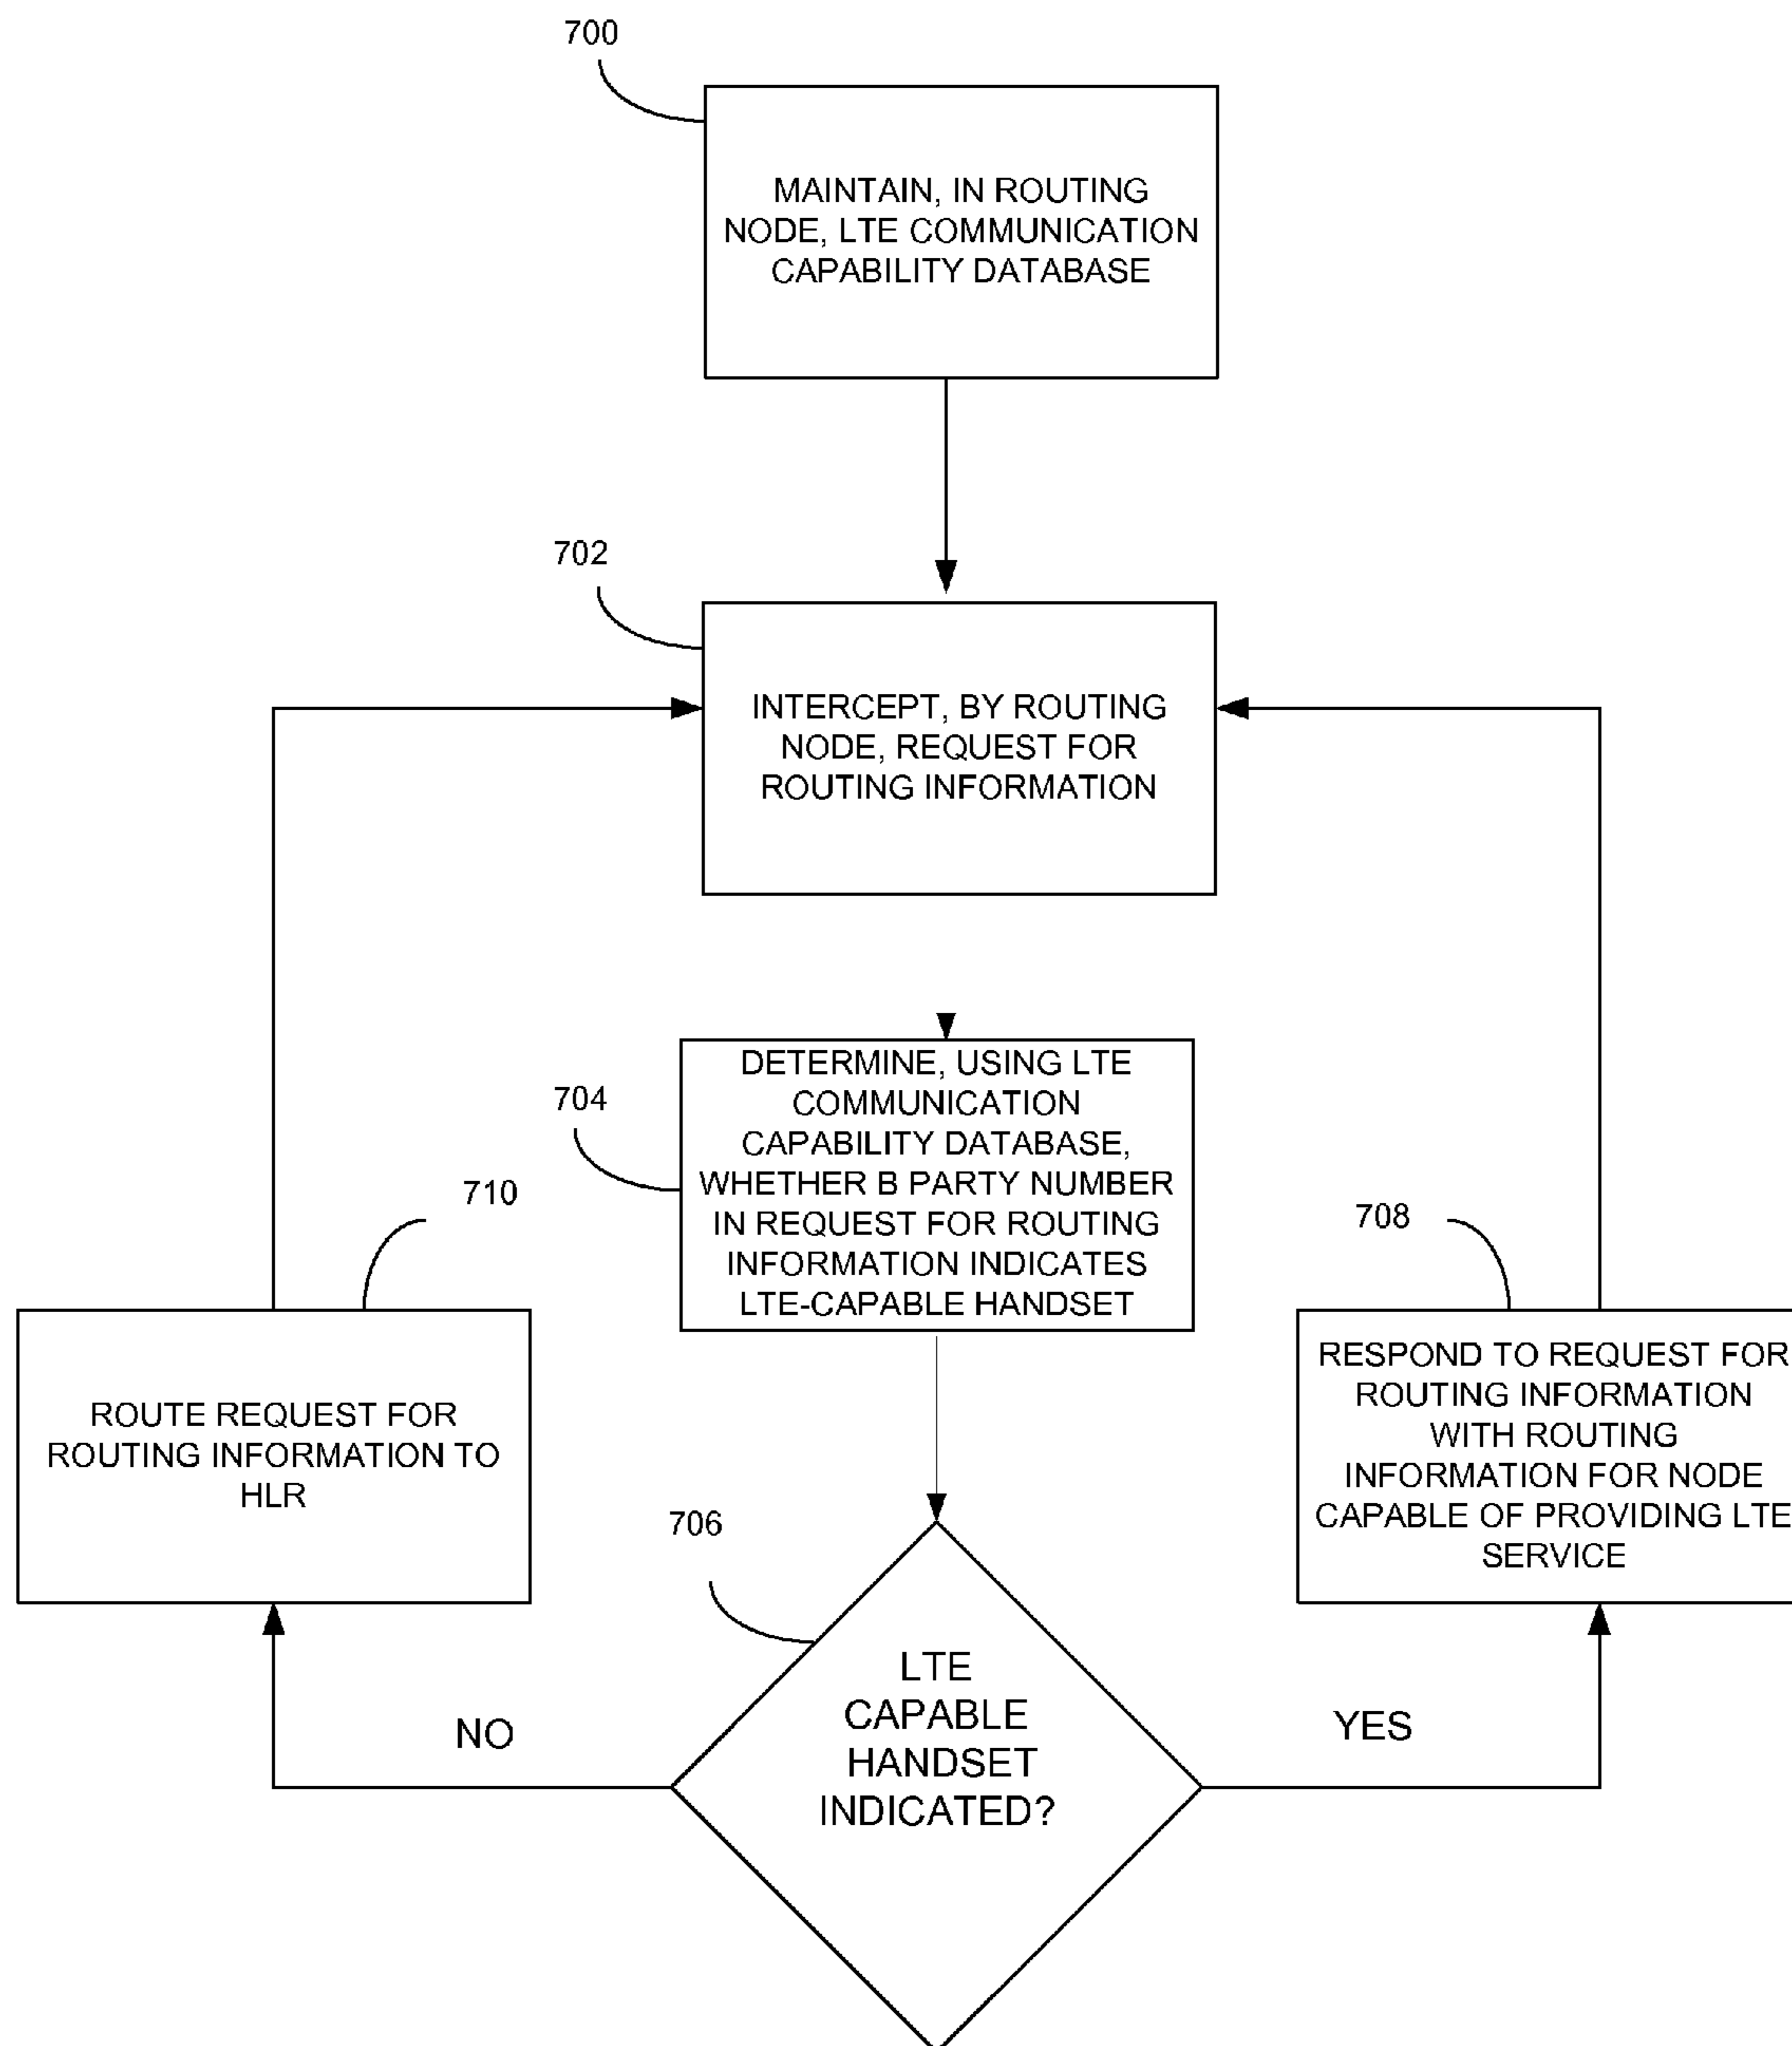 700
MAINTAIN, IN ROUTING
NODE, LTE COMMUNICATION
CAPABILITY DATABASE
702
INTERCEPT, BY ROUTING
NODE, REQUEST FOR
ROUTING INFORMATION
704
DETERMINE, USING LTE
COMMUNICATION
CAPABILITY DATABASE,
WHETHER B PARTY NUMBER
IN REQUEST FOR ROUTING
INFORMATION INDICATES
LTE-CAPABLE HANDSET
710
ROUTE REQUEST FOR
ROUTING INFORMATION TO
HLR
708
RESPOND TO REQUEST FOR
ROUTING INFORMATION
WITH ROUTING
INFORMATION FOR NODE
CAPABLE OF PROVIDING LTE
SERVICE
706
LTE
CAPABLE
HANDSET
INDICATED?
NO
YES